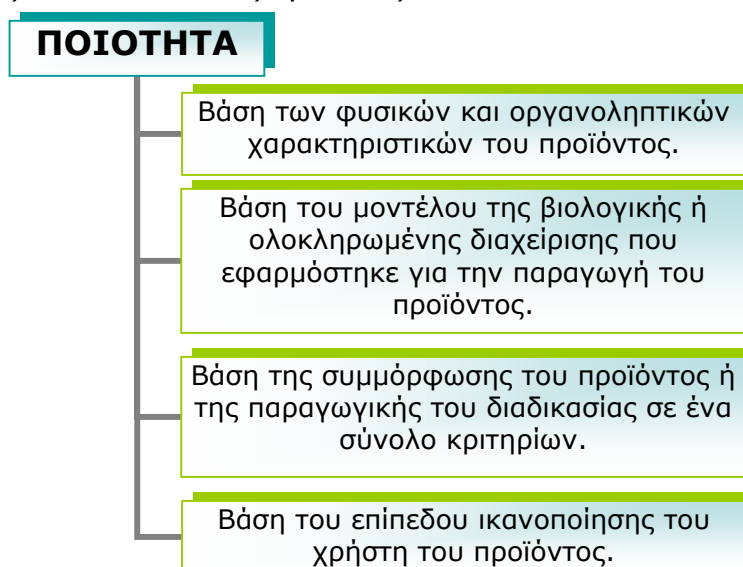 ΠΟΙΟΤΗΤΑ
Βάση των φυσικών και οργανοληπτικών
χαρακτηριστικών του προϊόντος.
Βάση του μοντέλου της βιολογικής ή
ολοκληρωμένης διαχείρισης που
εφαρμόστηκε για την παραγωγή του
προϊόντος.
Βάση της συμμόρφωσης του προϊόντος ή
της παραγωγικής του διαδικασίας σε ένα
σύνολο κριτηρίων.
Βάση του επίπεδου ικανοποίησης του
χρήστη του προϊόντος.